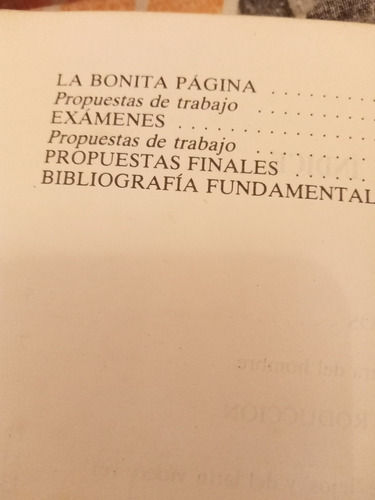 LA BONITA PÁGINA . . . . . . . .
Propuestas de trabajo . . . . . . . .
EXÁMENES . . . . . . . . . . . . .
Propuestas de trabajo . . . . . . . .
PROPUESTAS FINALES . . . . .
BIBLIOGRAFÍA FUNDAMENTAL